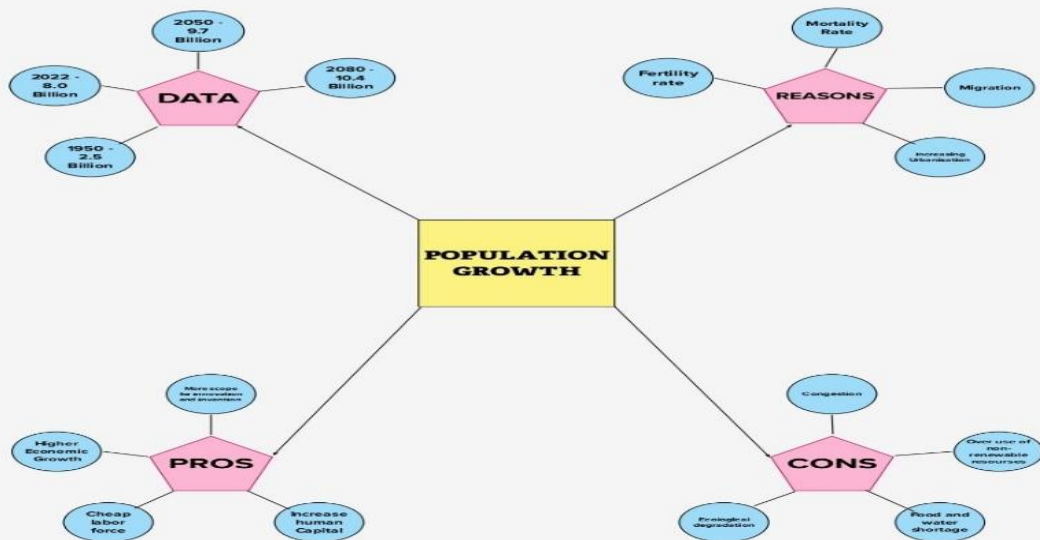 2050 -
9.7
Billion
2022 -
8.0
Billion
2080 -
10.4
Billion
DATA
1950 -
2.5
Billion
Mortality
Rate
Fertility
rate
REASONS
Migration
Increasing
Urbanisation
POPULATION
GROWTH
More scope
for innovation
and invention
Higher
Economic
Growth
PROS
Cheap
labor
force
Increase
human
Capital
Congestion
Over use of
non-
renewable
resourses
CONS
Ecological
degradation
Food and
water
shortage